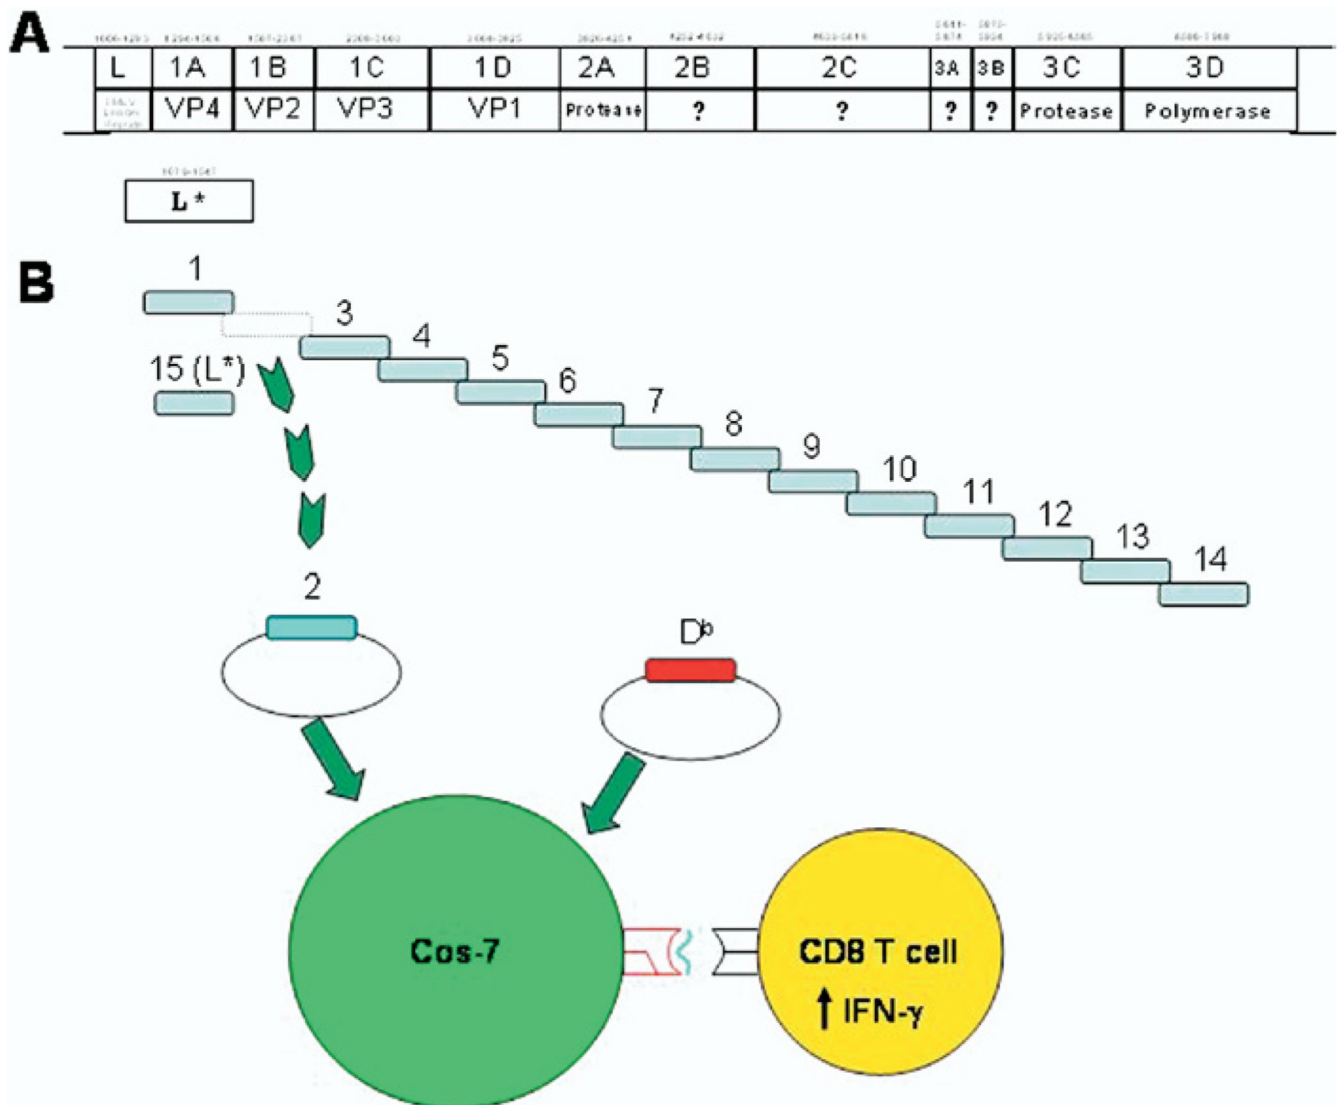 A
L 1A 1B 1C 1D 2A 2B 2C 3A 3B 3C 3D
VP4 VP2 VP3 VP1 Protease ? ? ? ? Protease Polymerase
L*
B
1
3
4
15 (L*)
5
6
7
8
9
10
11
12
13
14
2
Db
Cos-7
CD8 T cell
↑ IFN-γ